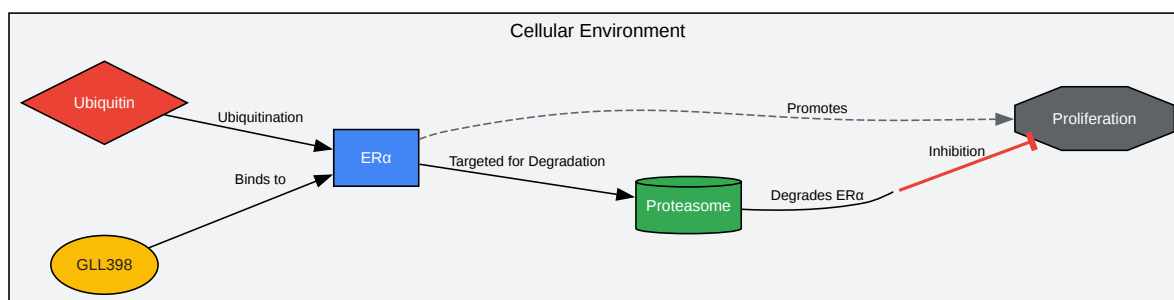 Cellular Environment
Ubiquitin
Ubiquitination
Promotes
Proliferation
ERα
Inhibition
Targeted for Degradation
Binds to
Degrades ERα
Proteasome
GLL398